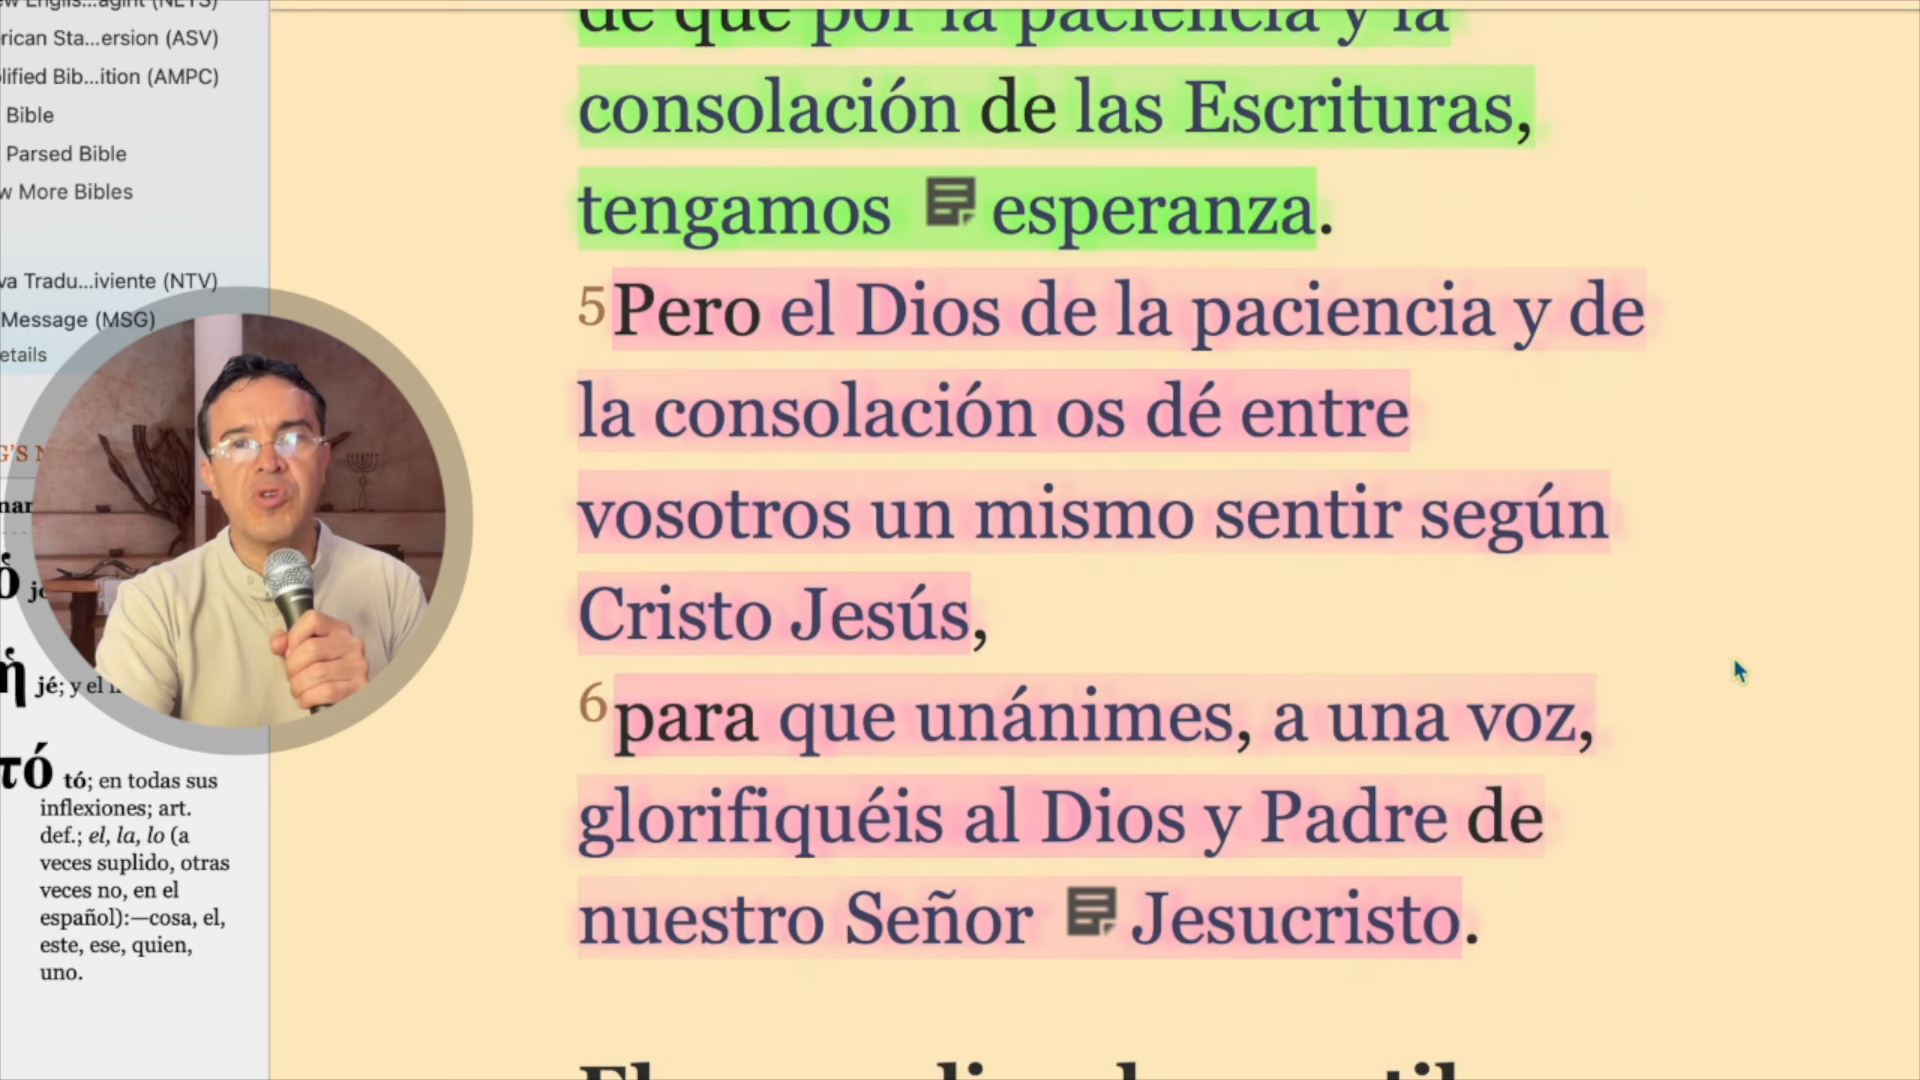 rican Sta...ersion (ASV)
lified Bib...ition (AMPC)
Bible
Parsed Bible
w More Bibles
va Tradu...iviente (NTV)
Message (MSG)
etails
jé; y el
τό tó; en todas sus
inflexiones; art.
def.; el, la, lo (a
veces suplido, otras
veces no, en el
español):—cosa, el,
este, ese, quien,
uno.
de que por la paciencia y la
consolación de las Escrituras,
tengamos esperanza.
5 Pero el Dios de la paciencia y de
la consolación os dé entre
vosotros un mismo sentir según
Cristo Jesús,
6 para que unánimes, a una voz,
glorifiquéis al Dios y Padre de
nuestro Señor Jesucristo.